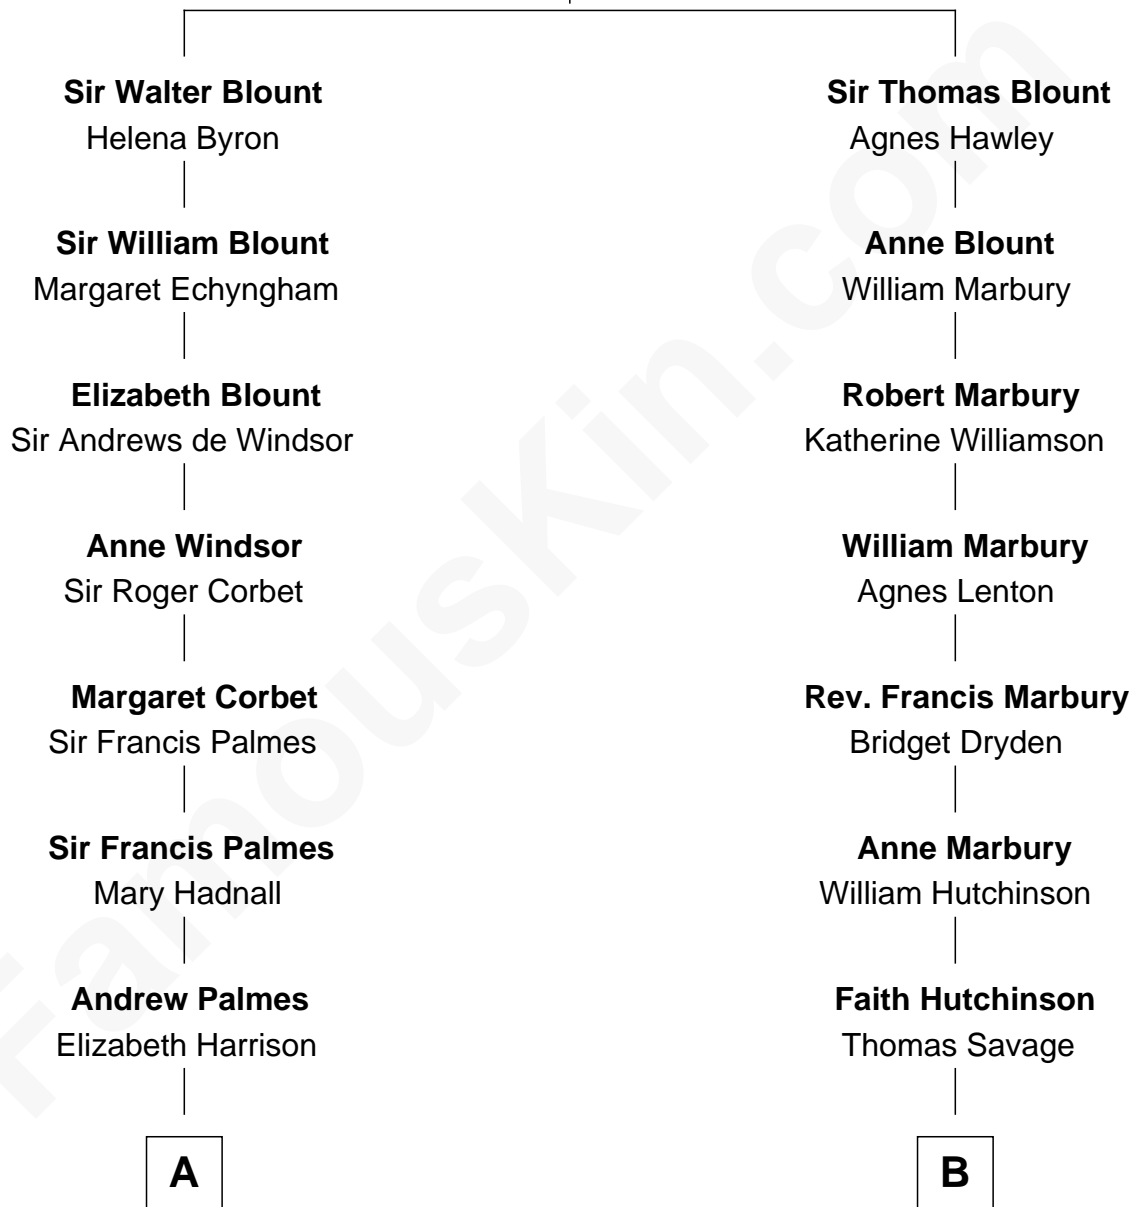 Sir Walter Blount
Helena Byron
Sir William Blount
Margaret Echyngham
Elizabeth Blount
Sir Andrews de Windsor
Anne Windsor
Sir Roger Corbet
Margaret Corbet
Sir Francis Palmes
Sir Francis Palmes
Mary Hadnall
Andrew Palmes
Elizabeth Harrison
A
Sir Thomas Blount
Agnes Hawley
Anne Blount
William Marbury
Robert Marbury
Katherine Williamson
William Marbury
Agnes Lenton
Rev. Francis Marbury
Bridget Dryden
Anne Marbury
William Hutchinson
Faith Hutchinson
Thomas Savage
B
FamousKin.com